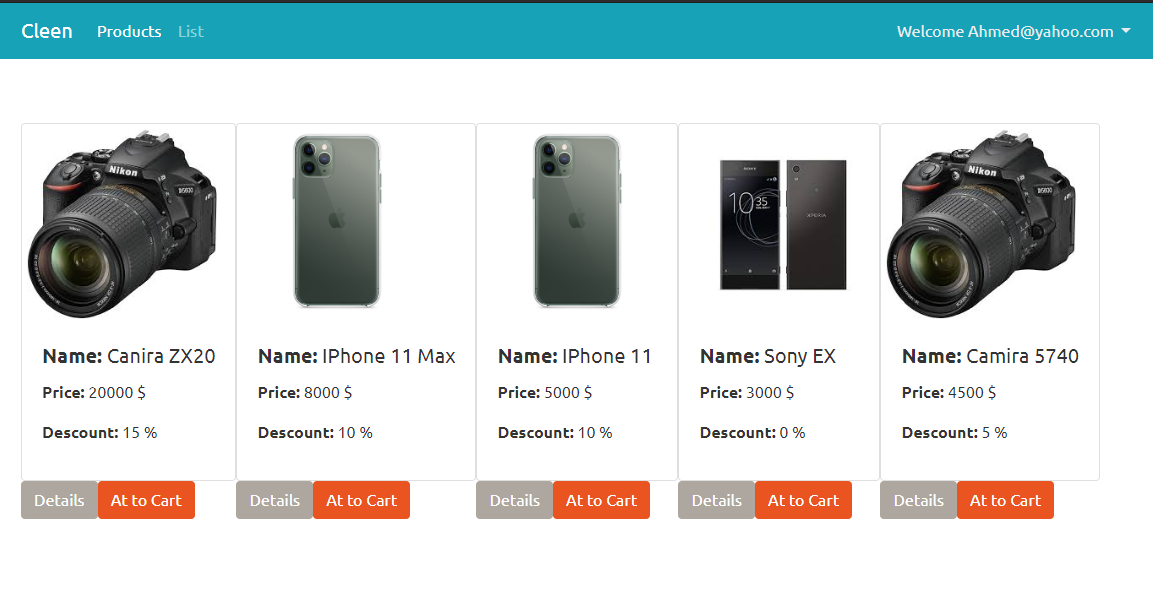 Cleen Products List Welcome Ahmed@yahoo.com
Nikon
D5600
Nikon
D5600
SONY
10 35
XPERIA
Name: Canira ZX20
Price: 20000 $
Descount: 15 %
Details At to Cart
Name: IPhone 11 Max
Price: 8000 $
Descount: 10 %
Details At to Cart
Name: IPhone 11
Price: 5000 $
Descount: 10 %
Details At to Cart
Name: Sony EX
Price: 3000 $
Descount: 0 %
Details At to Cart
Name: Camira 5740
Price: 4500 $
Descount: 5 %
Details At to Cart